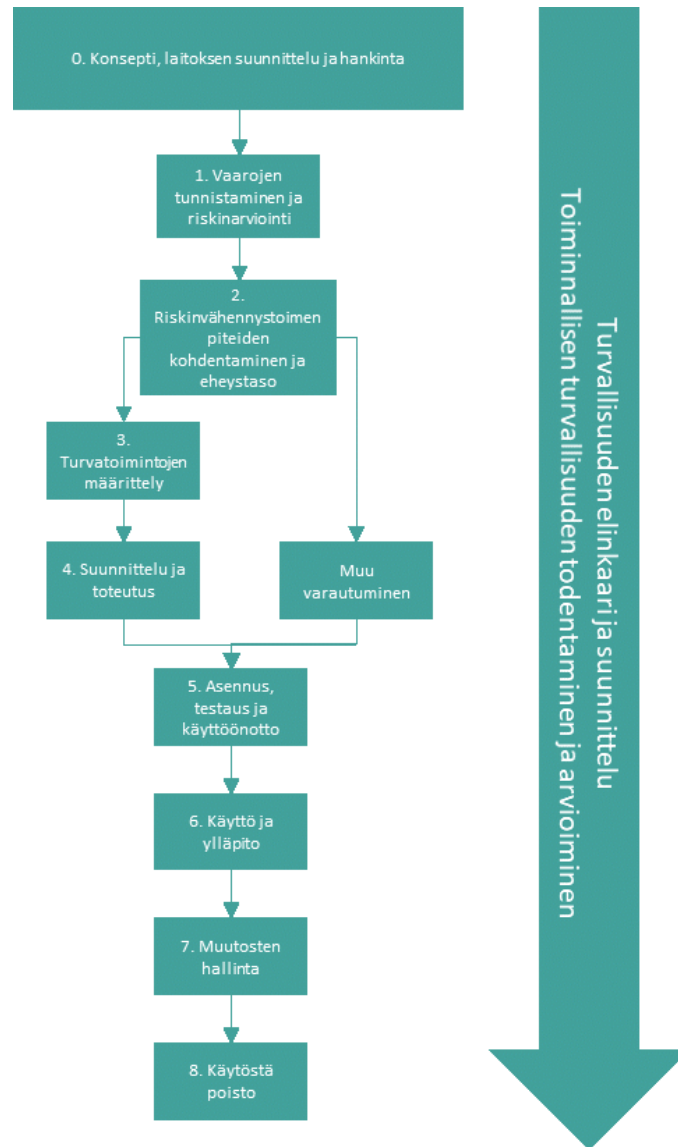 0. Konsepti, laitoksen suunnittelu ja hankinta
1. Vaarojen
tunnistaminen ja
riskinarviointi
2.
Riskinvähennystoimen
piteiden
kohdentaminen ja
eheystaso
3.
Turvatoimintojen
määrittely
4. Suunnittelu ja
toteutus
Muu
varautuminen
5. Asennus,
testaus ja
käyttöönotto
6. Käyttö ja
ylläpito
7. Muutosten
hallinta
8. Käytöstä
poisto
Turvallisuuden elinkaari ja suunnittelu
Toiminnallisen turvallisuuden todentaminen ja arvioiminen